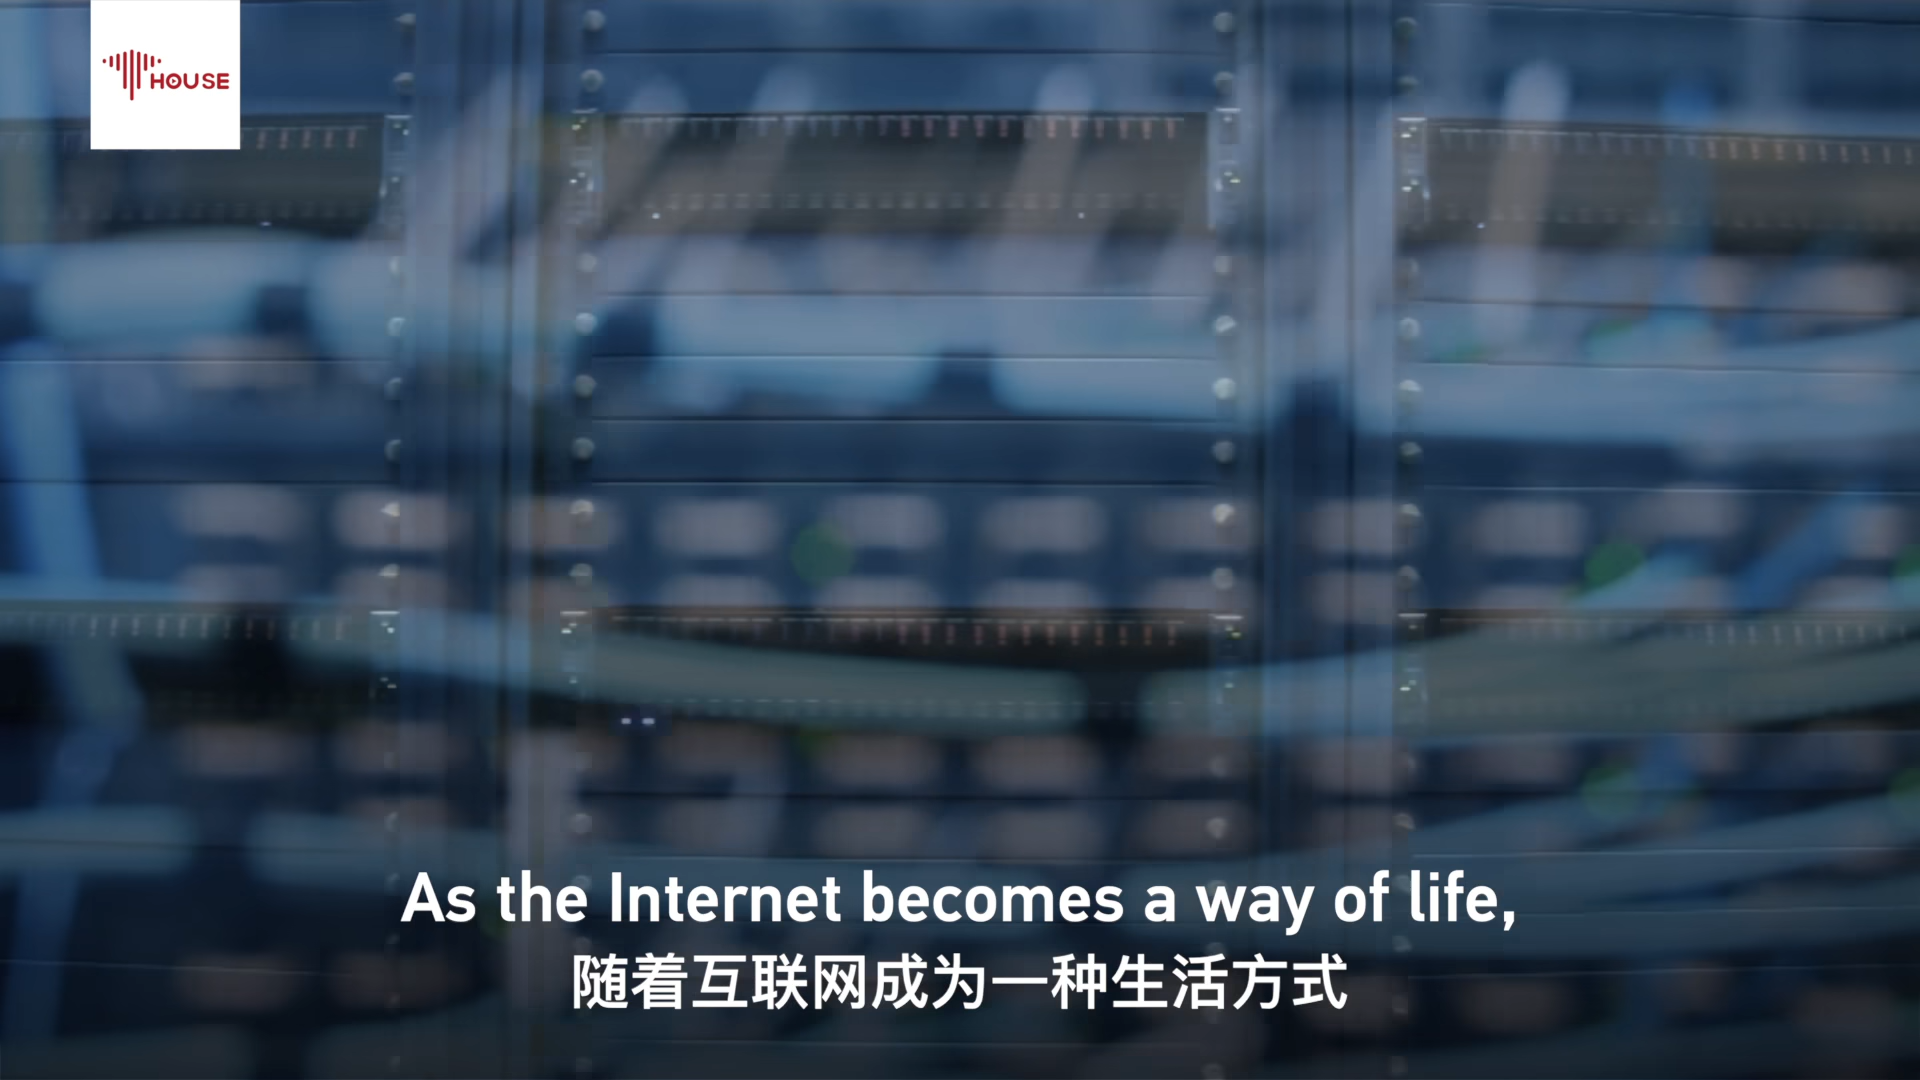 HOUSE
As the Internet becomes a way of life,
随着互联网成为一种生活方式